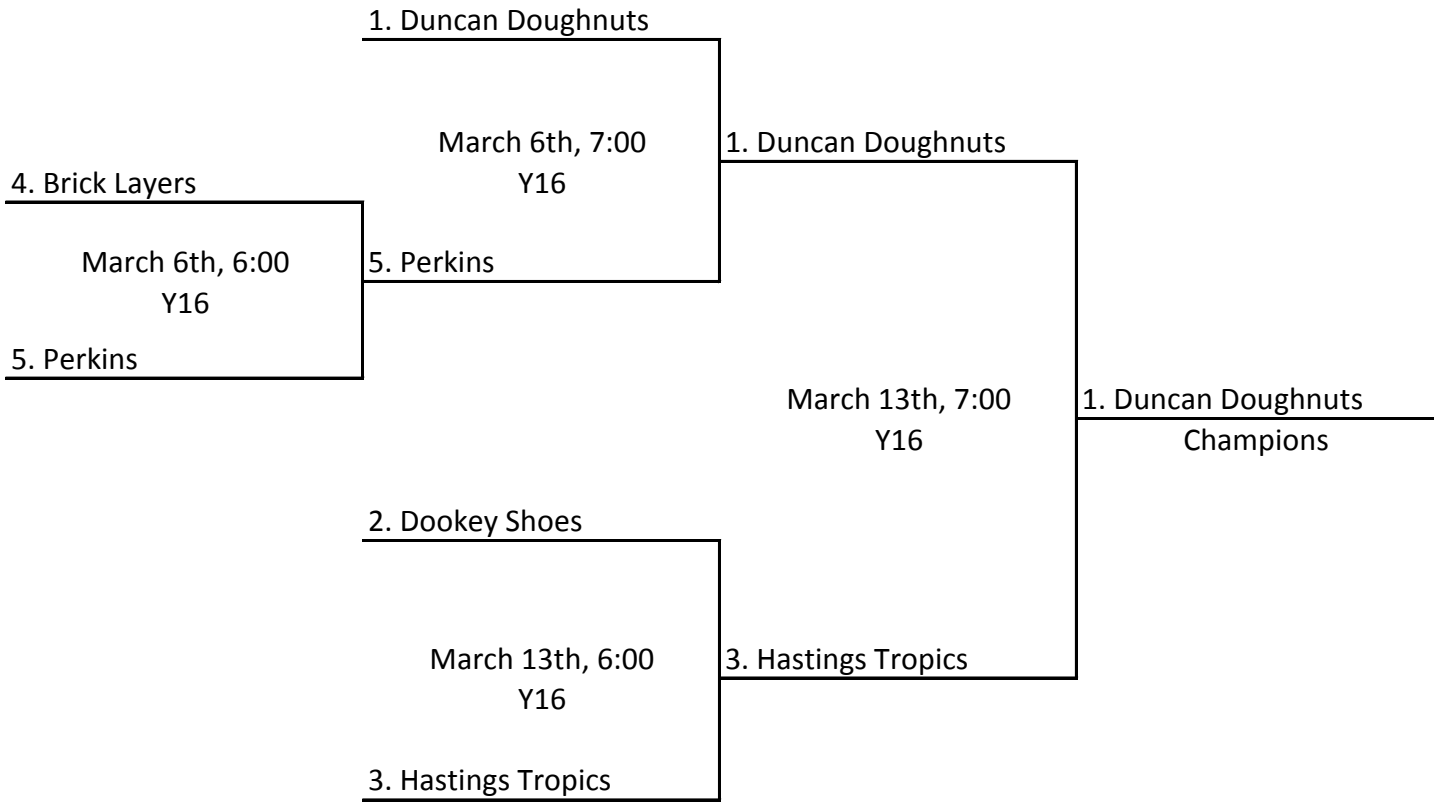 1. Duncan Doughnuts
March 6th, 7:00
Y16
1. Duncan Doughnuts
4. Brick Layers
March 6th, 6:00
Y16
5. Perkins
5. Perkins
March 13th, 7:00
Y16
1. Duncan Doughnuts
Champions
2. Dookey Shoes
March 13th, 6:00
Y16
3. Hastings Tropics
3. Hastings Tropics